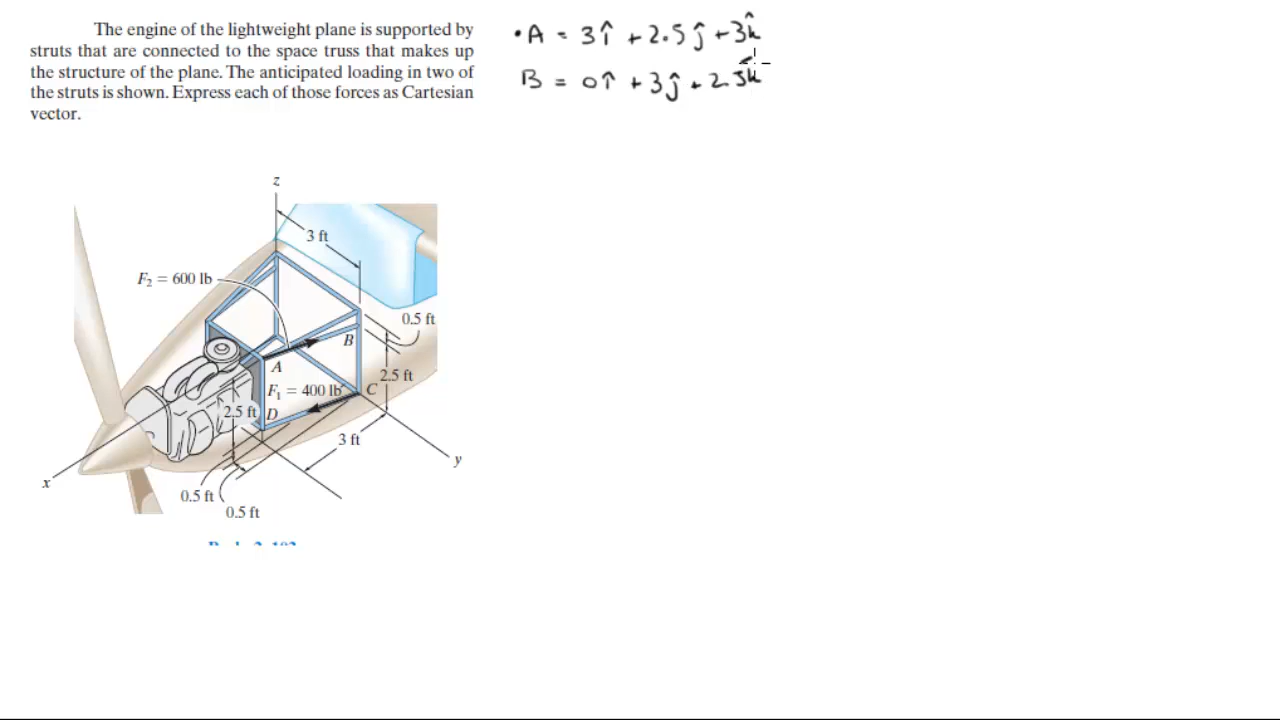 The engine of the lightweight plane is supported by
struts that are connected to the space truss that makes up
the structure of the plane. The anticipated loading in two of
the struts is shown. Express each of those forces as Cartesian
vector.
• A = 3î + 2.5ĵ + 3k̂
B = 0î + 3ĵ + 2.5k̂
z
3 ft
F₂ = 600 lb
0.5 ft
B
A
2.5 ft
F₁ = 400 lb
C
2.5 ft
D
3 ft
y
x
0.5 ft
0.5 ft